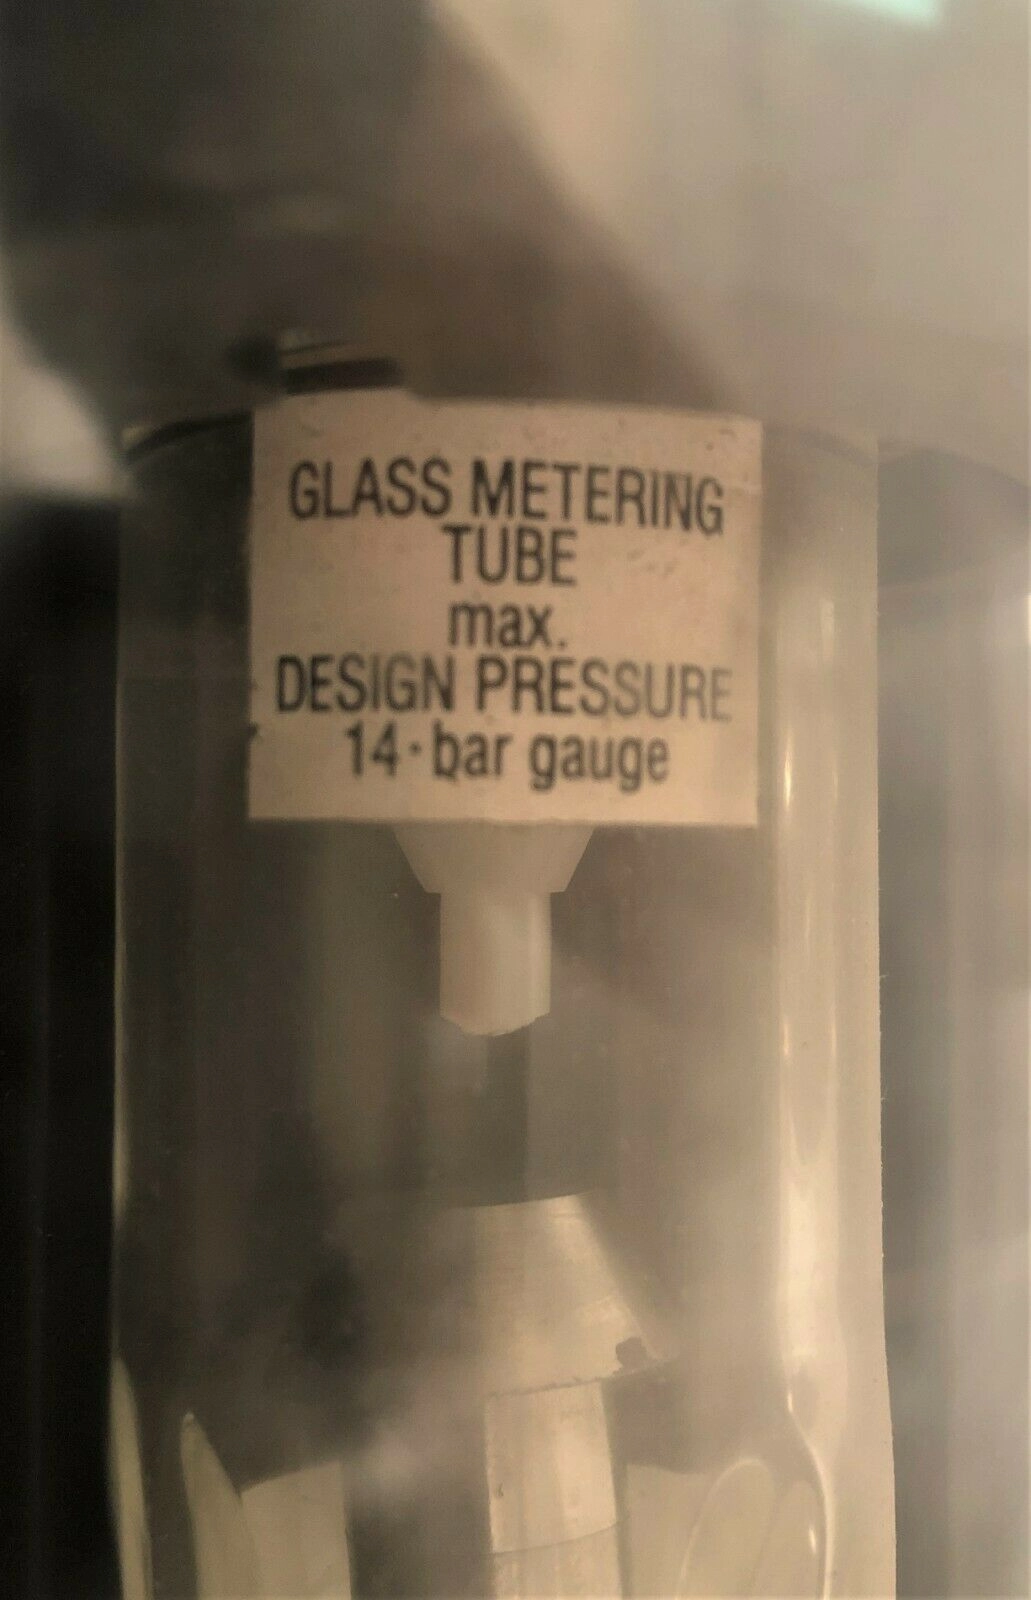 GLASS METERING
TUBE
max.
DESIGN PRESSURE
14·bar gauge